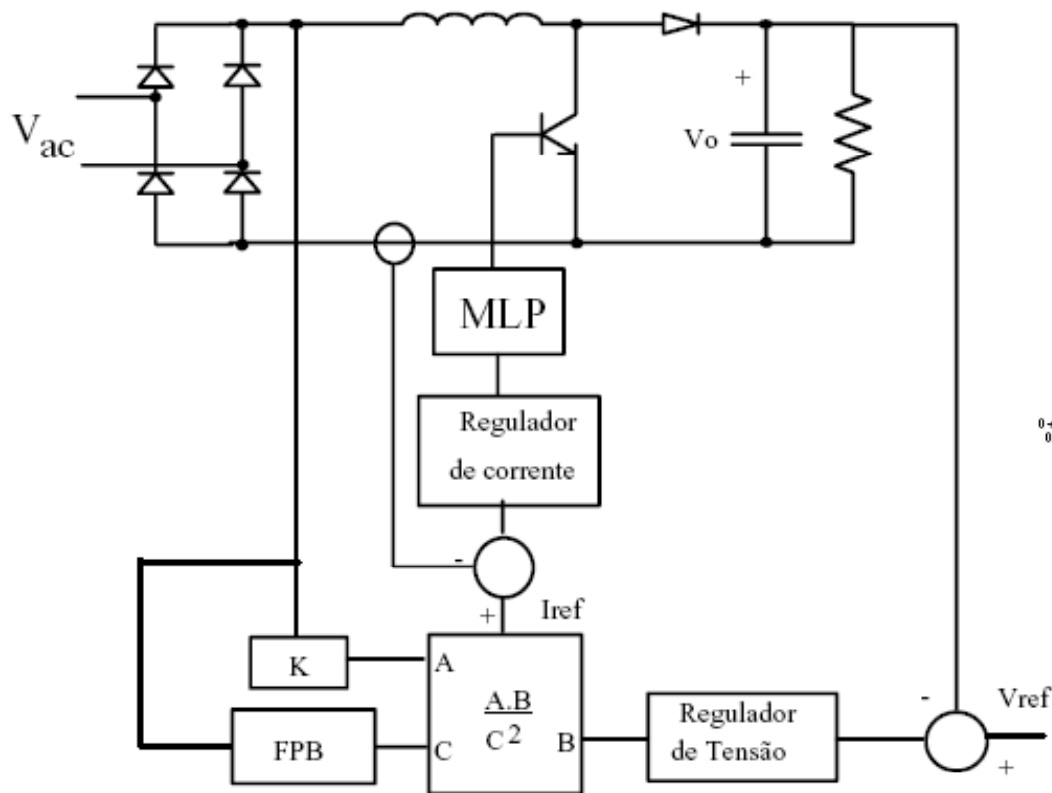 Vac
+
Vo
MLP
Regulador
de corrente
-
+
Iref
K
A
A.B
C2
B
C
FPB
Regulador
de Tensão
-
Vref
+